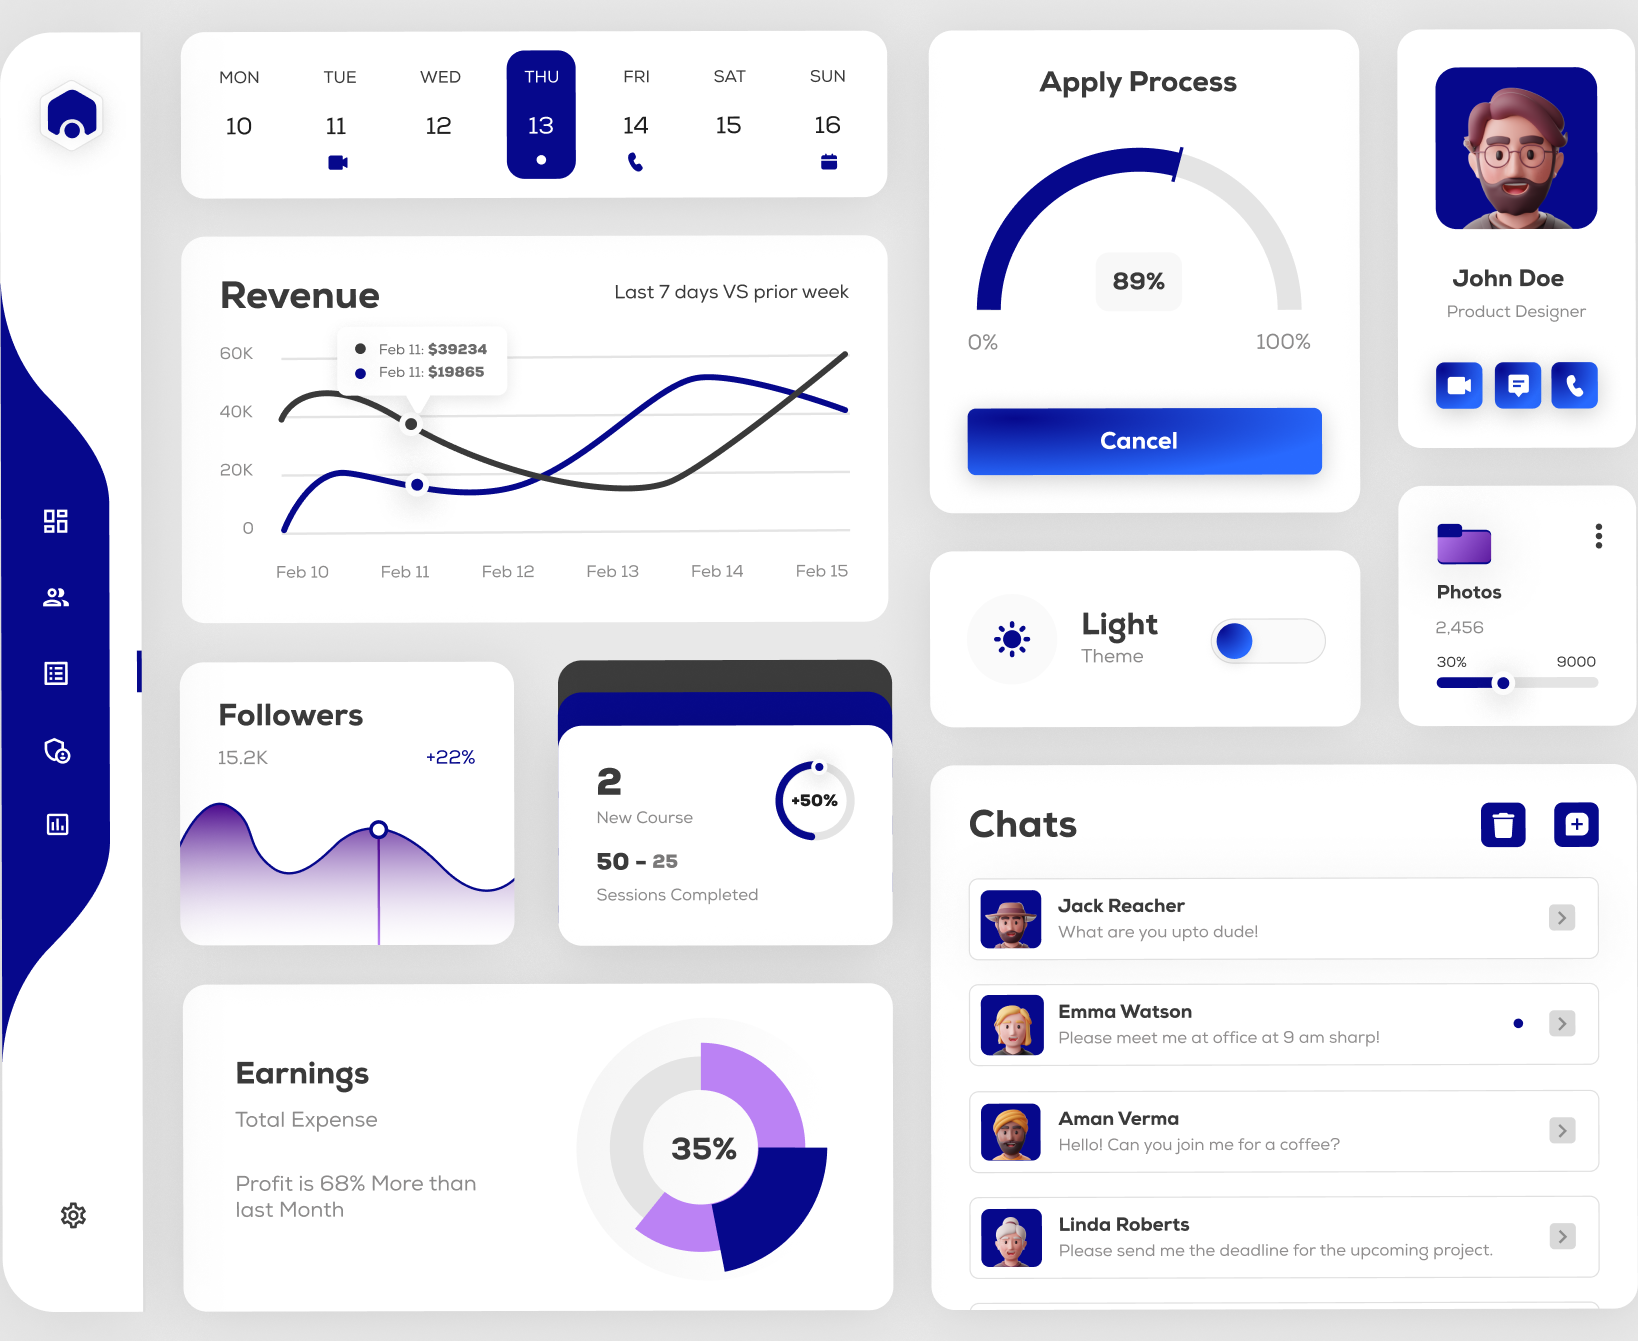 MON TUE WED THU FRI SAT SUN
10 11 12 13 14 15 16
Revenue
Last 7 days VS prior week
Feb 11: $39234
Feb 11: $19865
60K
40K
20K
0
Feb 10 Feb 11 Feb 12 Feb 13 Feb 14 Feb 15
Followers
15.2K
+22%
2
New Course
+50%
50 - 25
Sessions Completed
Earnings
Total Expense
Profit is 68% More than
last Month
35%
Apply Process
89%
0%
100%
Cancel
John Doe
Product Designer
Light
Theme
Photos
2,456
30%
9000
Chats
Jack Reacher
What are you upto dude!
Emma Watson
Please meet me at office at 9 am sharp!
Aman Verma
Hello! Can you join me for a coffee?
Linda Roberts
Please send me the deadline for the upcoming project.